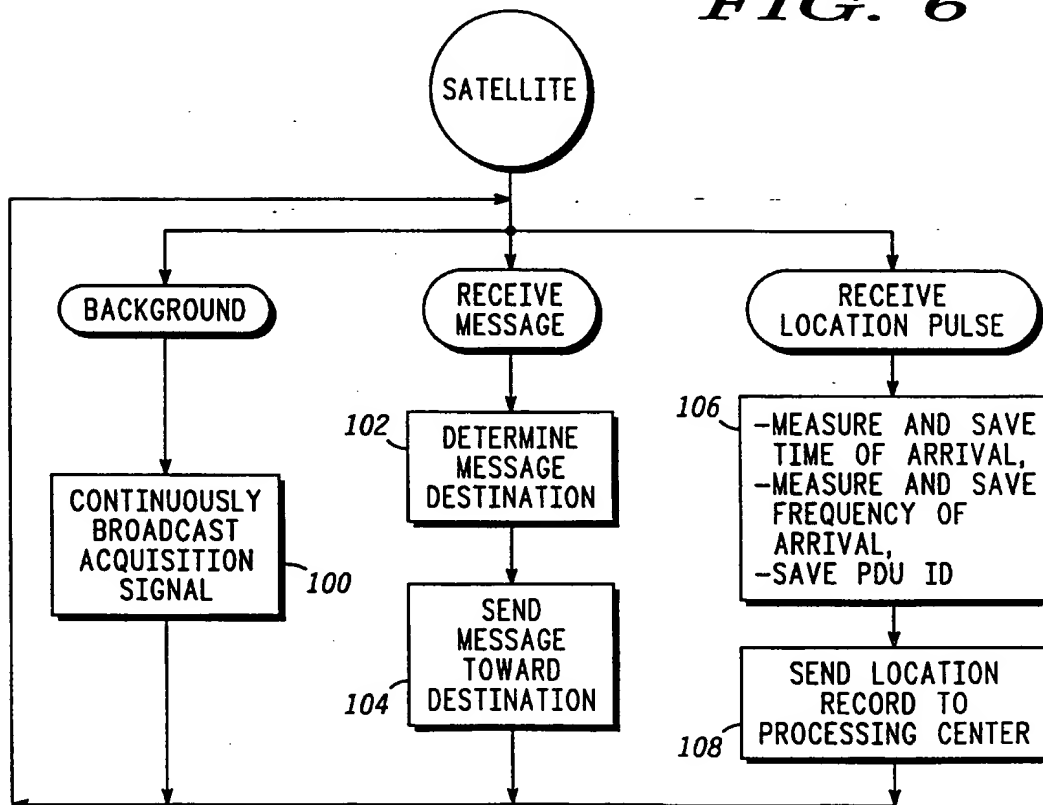 FIG. 6
SATELLITE
BACKGROUND
RECEIVE
MESSAGE
RECEIVE
LOCATION PULSE
102
DETERMINE
MESSAGE
DESTINATION
106
-MEASURE AND SAVE
TIME OF ARRIVAL,
-MEASURE AND SAVE
FREQUENCY OF
ARRIVAL,
-SAVE PDU ID
CONTINUOUSLY
BROADCAST
ACQUISITION
SIGNAL
100
SEND
MESSAGE
TOWARD
DESTINATION
104
SEND LOCATION
RECORD TO
PROCESSING CENTER
108